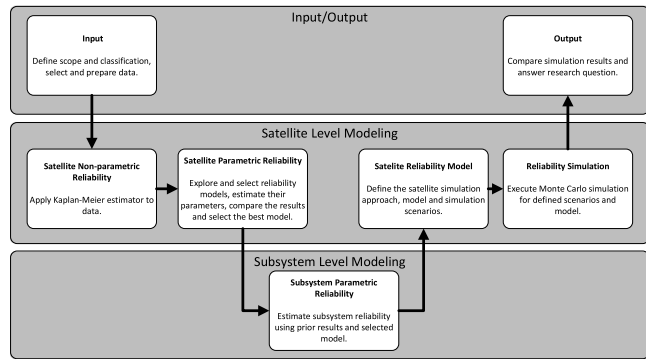 Input/Output
Input
Define scope and classification,
select and prepare data.
Output
Compare simulation results and
answer research question.
Satellite Level Modeling
Satellite Non-parametric
Reliability
Apply Kaplan-Meier estimator to
data.
Satellite Parametric Reliability
Explore and select reliability
models, estimate their
parameters, compare the results
and select the best model.
Satelite Reliability Model
Define the satellite simulation
approach, model and simulation
scenarios.
Reliability Simulation
Execute Monte Carlo simulation
for defined scenarios and
model.
Subsystem Level Modeling
Subsystem Parametric
Reliability
Estimate subsystem reliability
using prior results and selected
model.